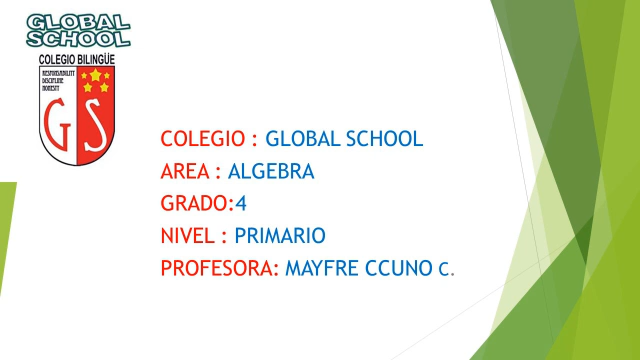 GLOBAL
SCHOOL
COLEGIO BILINGÜE
RESPONSABILITY
DISCIPLINE
HONESTY
GS
COLEGIO : GLOBAL SCHOOL
AREA : ALGEBRA
GRADO:4
NIVEL : PRIMARIO
PROFESORA: MAYFRE CCUNO C.